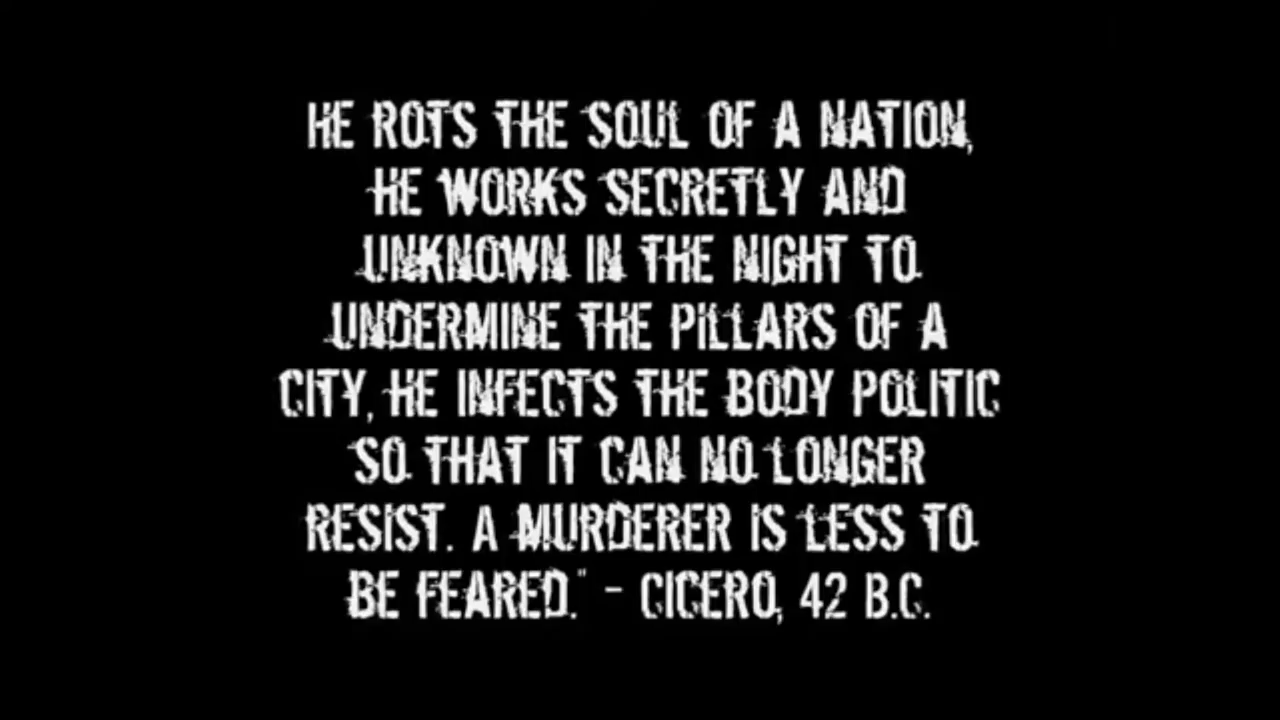 HE ROTS THE SOUL OF A NATION,
HE WORKS SECRETLY AND
UNKNOWN IN THE NIGHT TO
UNDERMINE THE PILLARS OF A
CITY, HE INFECTS THE BODY POLITIC
SO THAT IT CAN NO LONGER
RESIST. A MURDERER IS LESS TO
BE FEARED." - CICERO, 42 B.C.